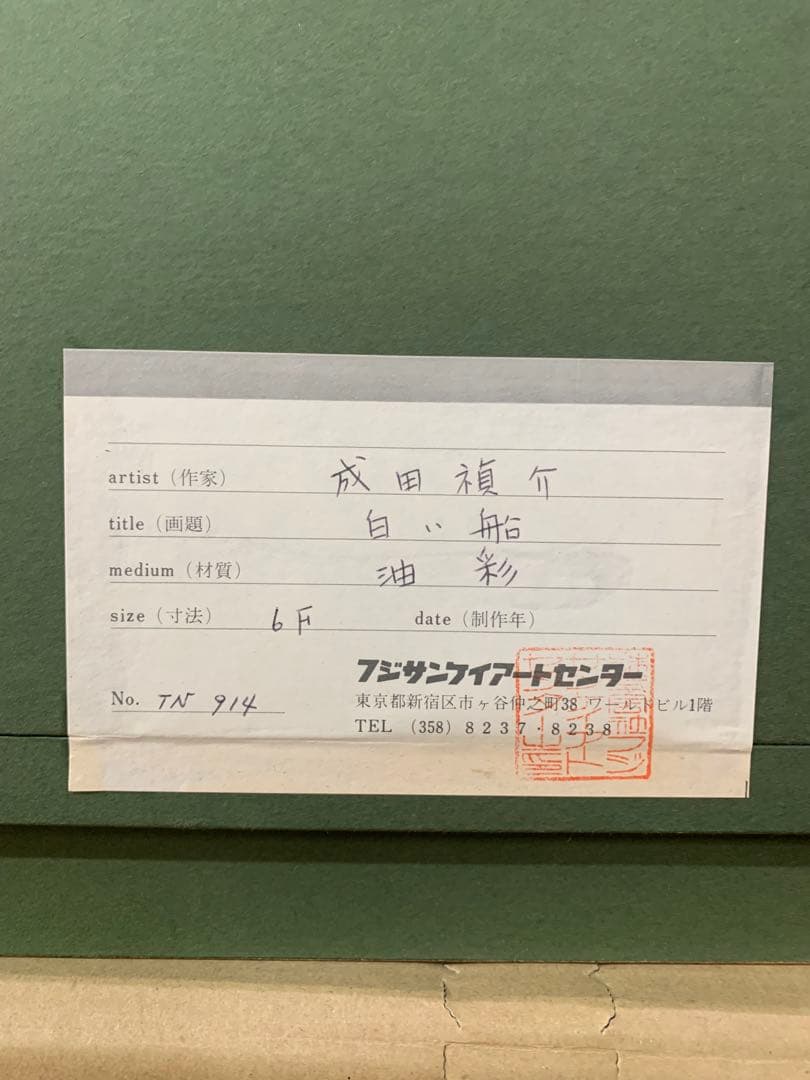 artist（作家） 成田禎介
title（画題） 白い船
medium（材質） 油彩
size（寸法） 6F date（制作年）
フジサンケイアートセンター
No. TN 914 東京都新宿区市ヶ谷仲之町38 ワールドビル1階
TEL (358) 8237・8238